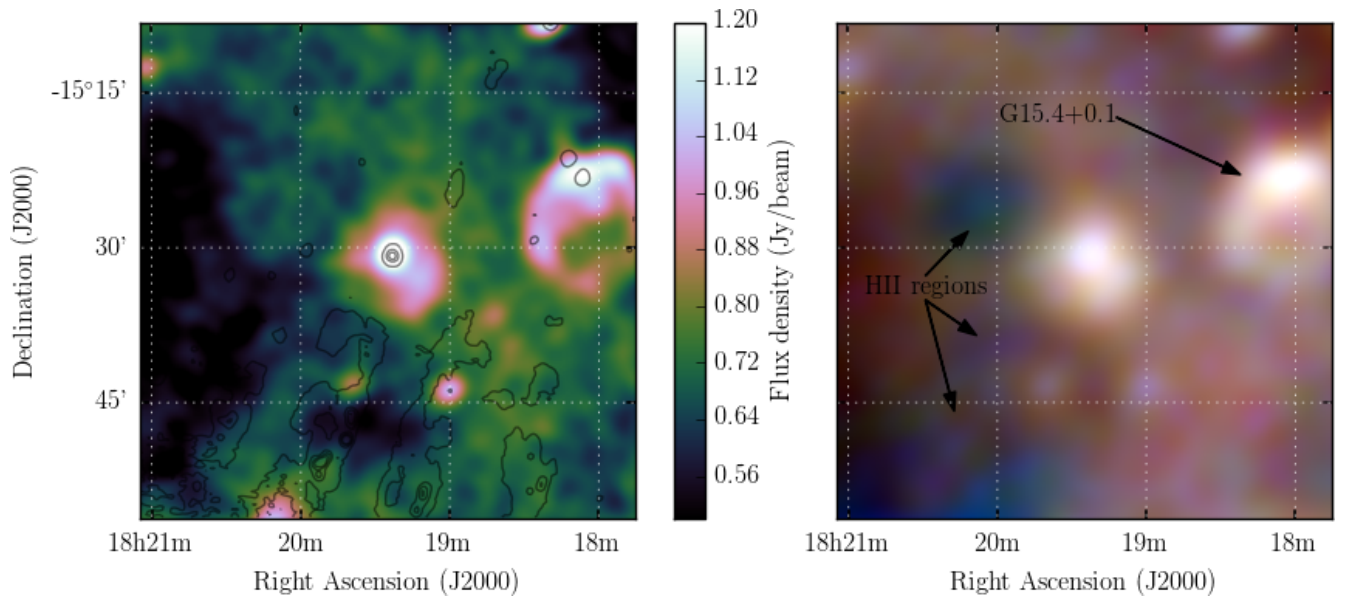 -15°15'
30'
45'
Declination (J2000)
18h21m
20m
19m
18m
Right Ascension (J2000)
1.20
1.12
1.04
0.96
0.88
0.80
0.72
0.64
0.56
Flux density (Jy/beam)
G15.4+0.1
HII regions
18h21m
20m
19m
18m
Right Ascension (J2000)